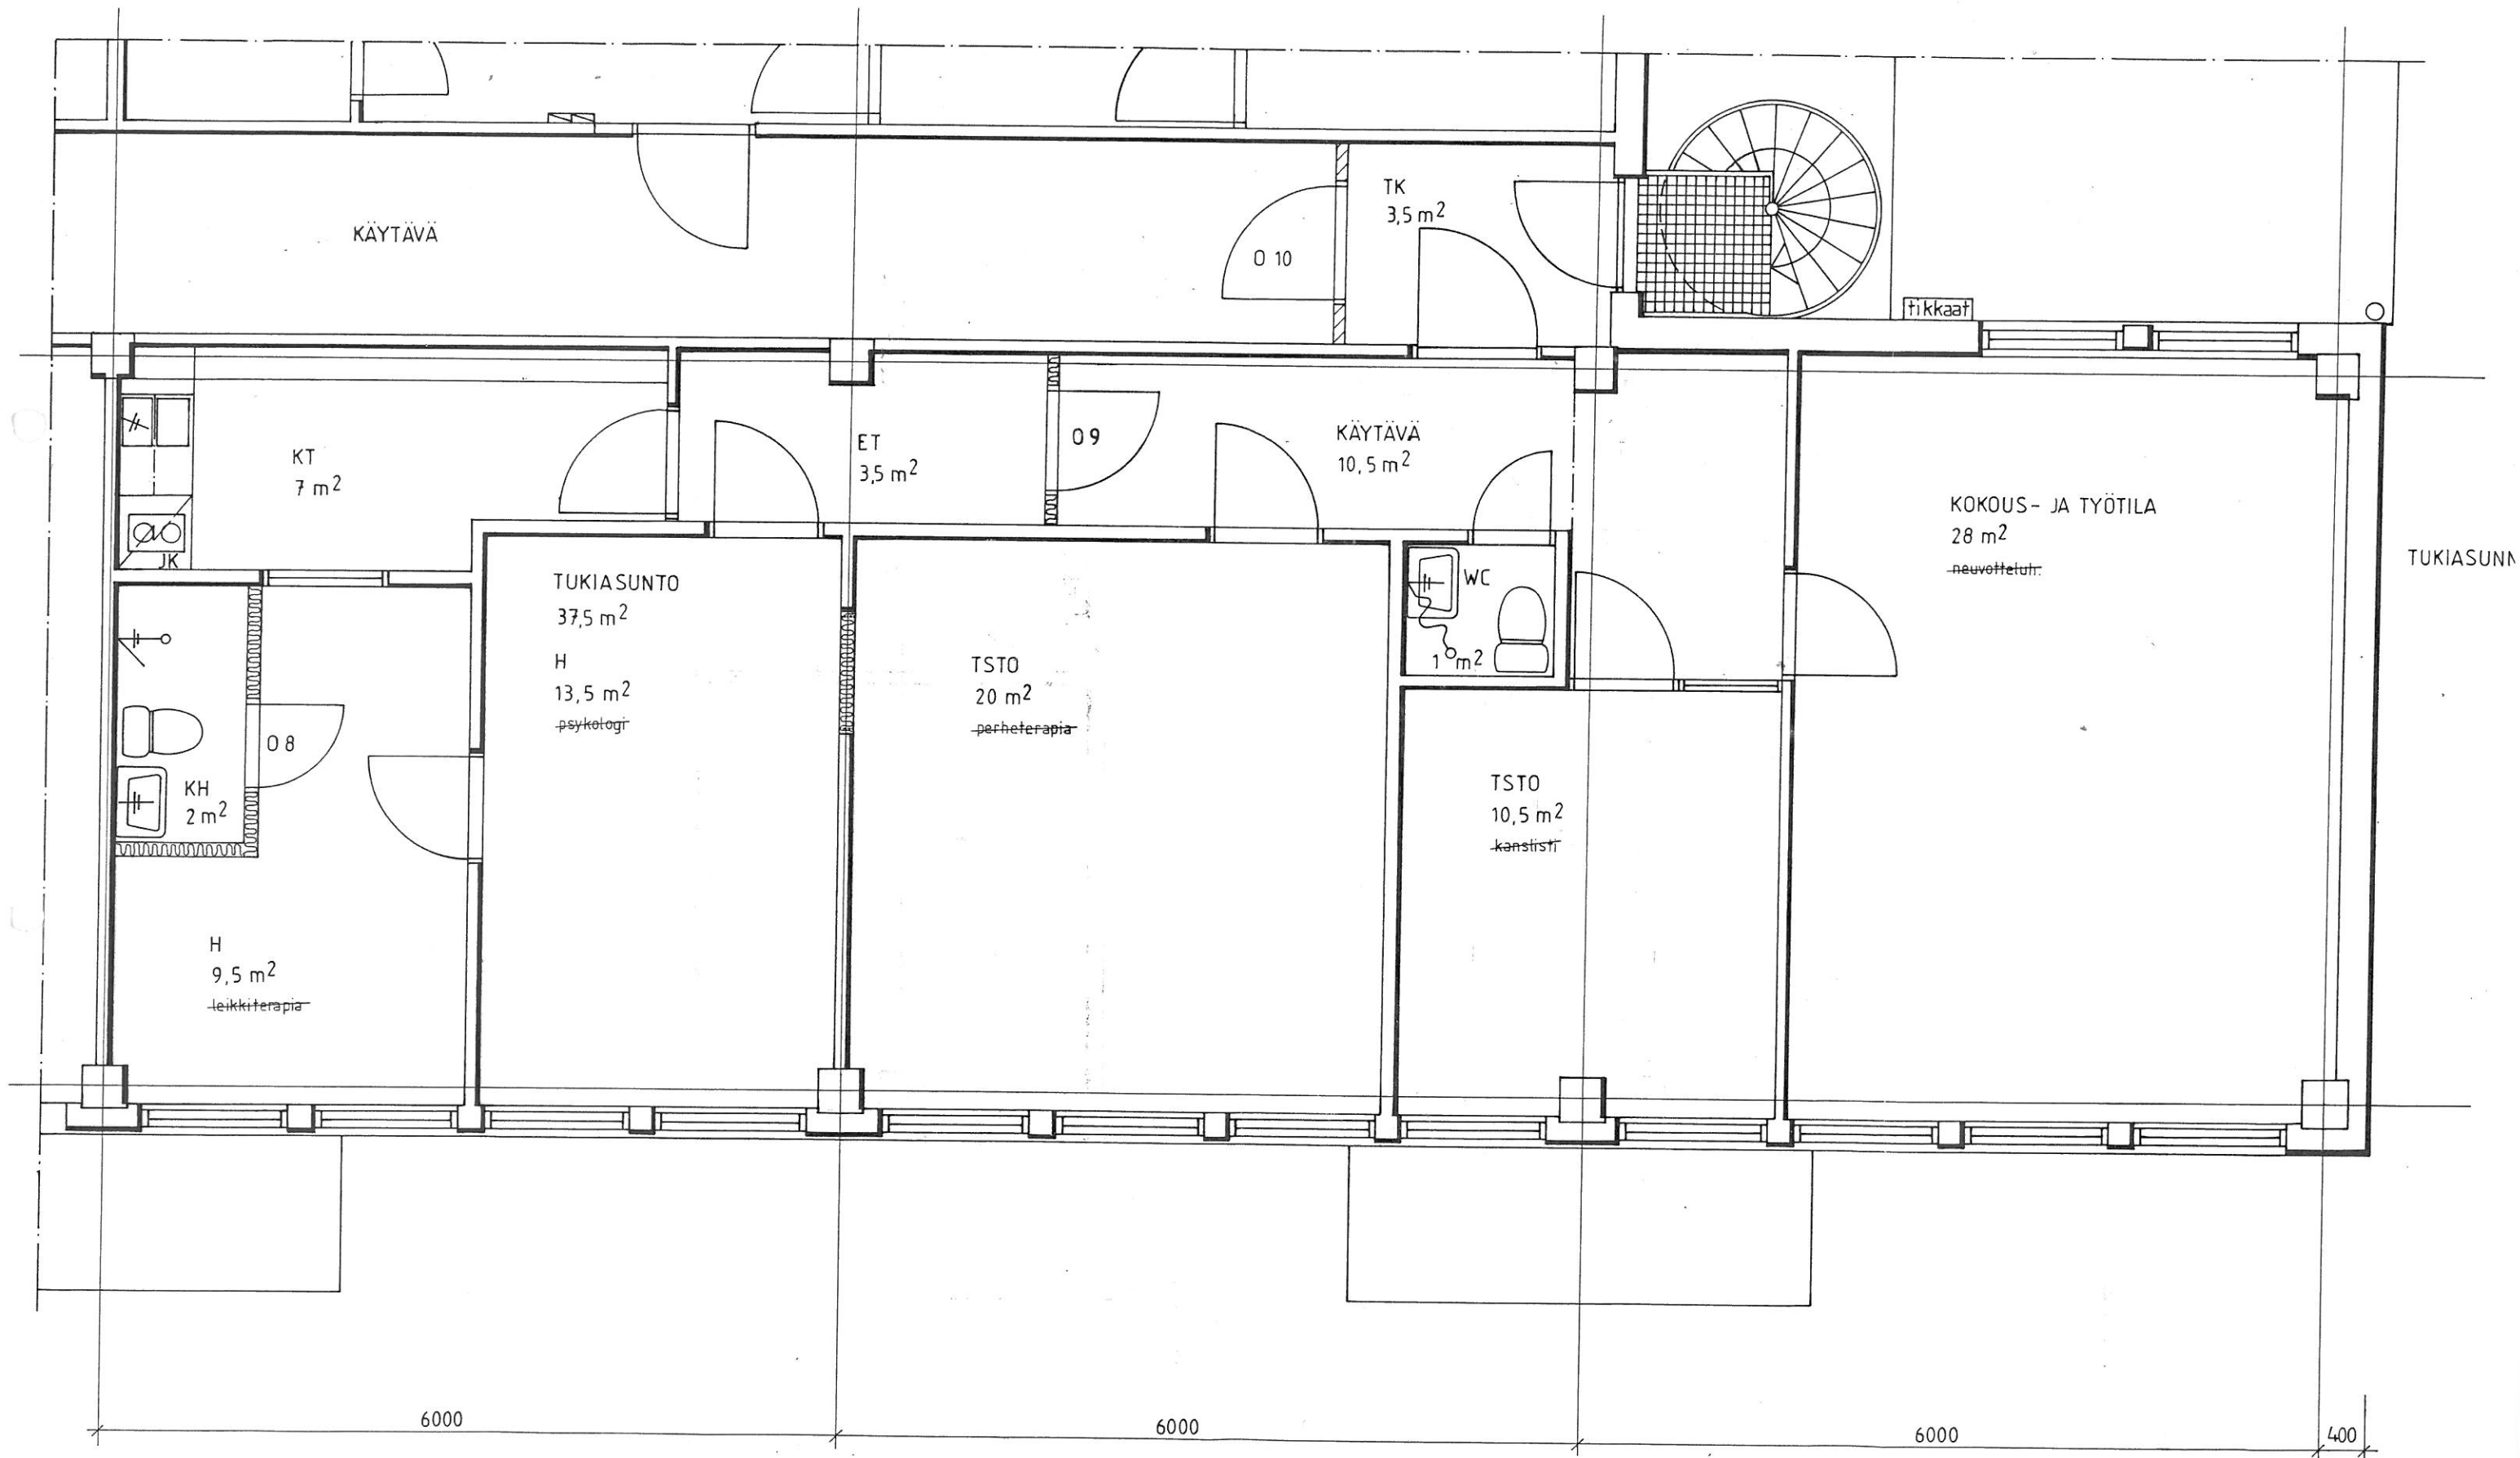 KÄYTÄVÄ
O 10
TK
3,5 m2
tikkaat
KT
7 m2
JK
ET
3,5 m2
O 9
KÄYTÄVÄ
10,5 m2
KOKOUS- JA TYÖTILA
28 m2
neuvotteluh.
TUKIASUNN
TUKIASUNTO
37,5 m2
H
13,5 m2
psykologi
TSTO
20 m2
perheterapia
WC
1 m2
O 8
KH
2 m2
TSTO
10,5 m2
kanslisti
H
9,5 m2
leikkiterapia
6000
6000
6000
400